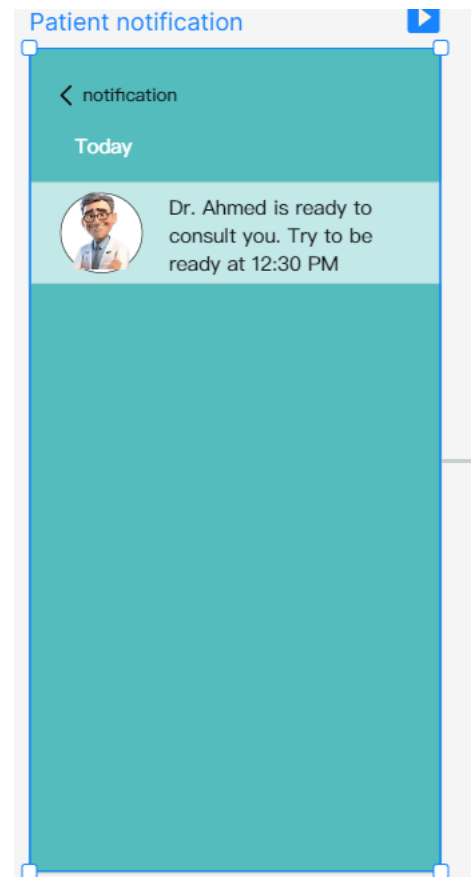 Patient notification
notification
Today
Dr. Ahmed is ready to
consult you. Try to be
ready at 12:30 PM